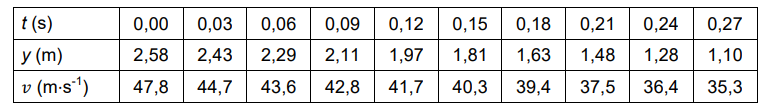 t (s) 0,00 0,03 0,06 0,09 0,12 0,15 0,18 0,21 0,24 0,27
y (m) 2,58 2,43 2,29 2,11 1,97 1,81 1,63 1,48 1,28 1,10
v (m·s-1) 47,8 44,7 43,6 42,8 41,7 40,3 39,4 37,5 36,4 35,3